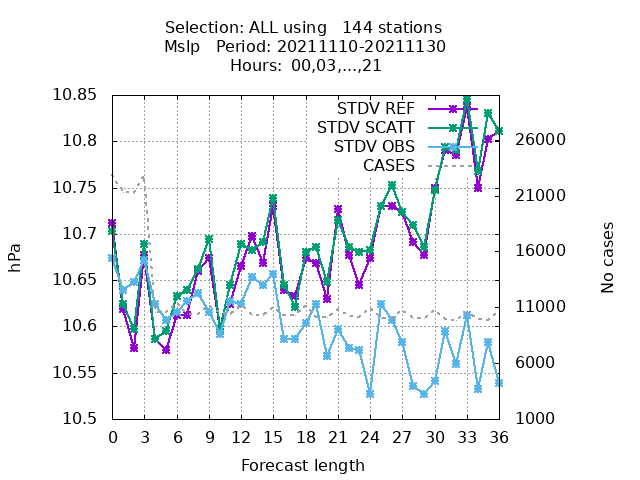 Selection: ALL using   144 stations
Mslp   Period: 20211110-20211130
Hours:  00,03,...,21
STDV REF
STDV SCATT
STDV OBS
CASES
10.85
10.8
10.75
10.7
10.65
10.6
10.55
10.5
hPa
26000
21000
16000
11000
6000
1000
No cases
0 3 6 9 12 15 18 21 24 27 30 33 36
Forecast length